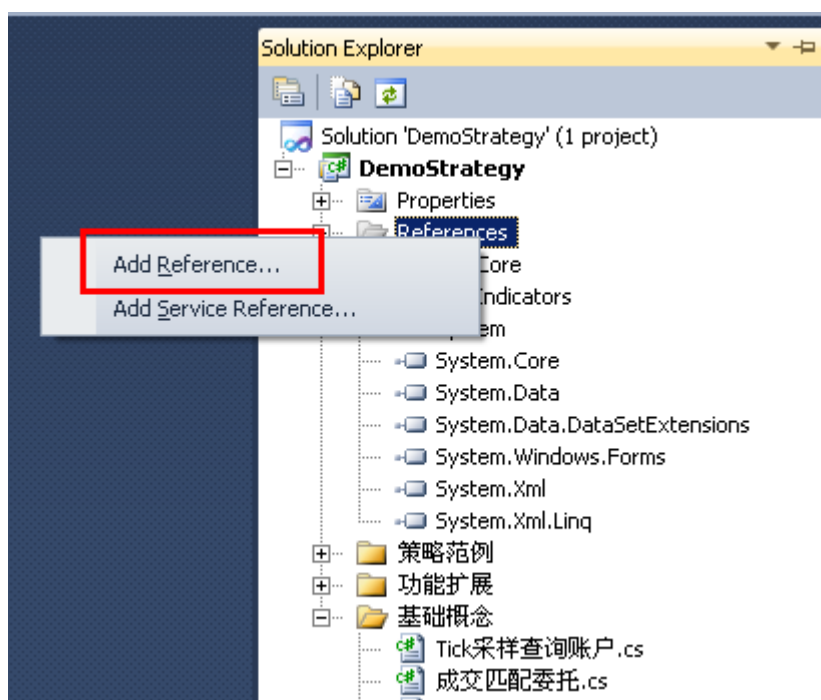 Solution Explorer
Solution 'DemoStrategy' (1 project)
DemoStrategy
Properties
References
Add Reference...
Core
Indicators
Add Service Reference...
System.Core
System.Data
System.Data.DataSetExtensions
System.Windows.Forms
System.Xml
System.Xml.Linq
策略范例
功能扩展
基础概念
Tick采样查询账户.cs
成交匹配委托.cs